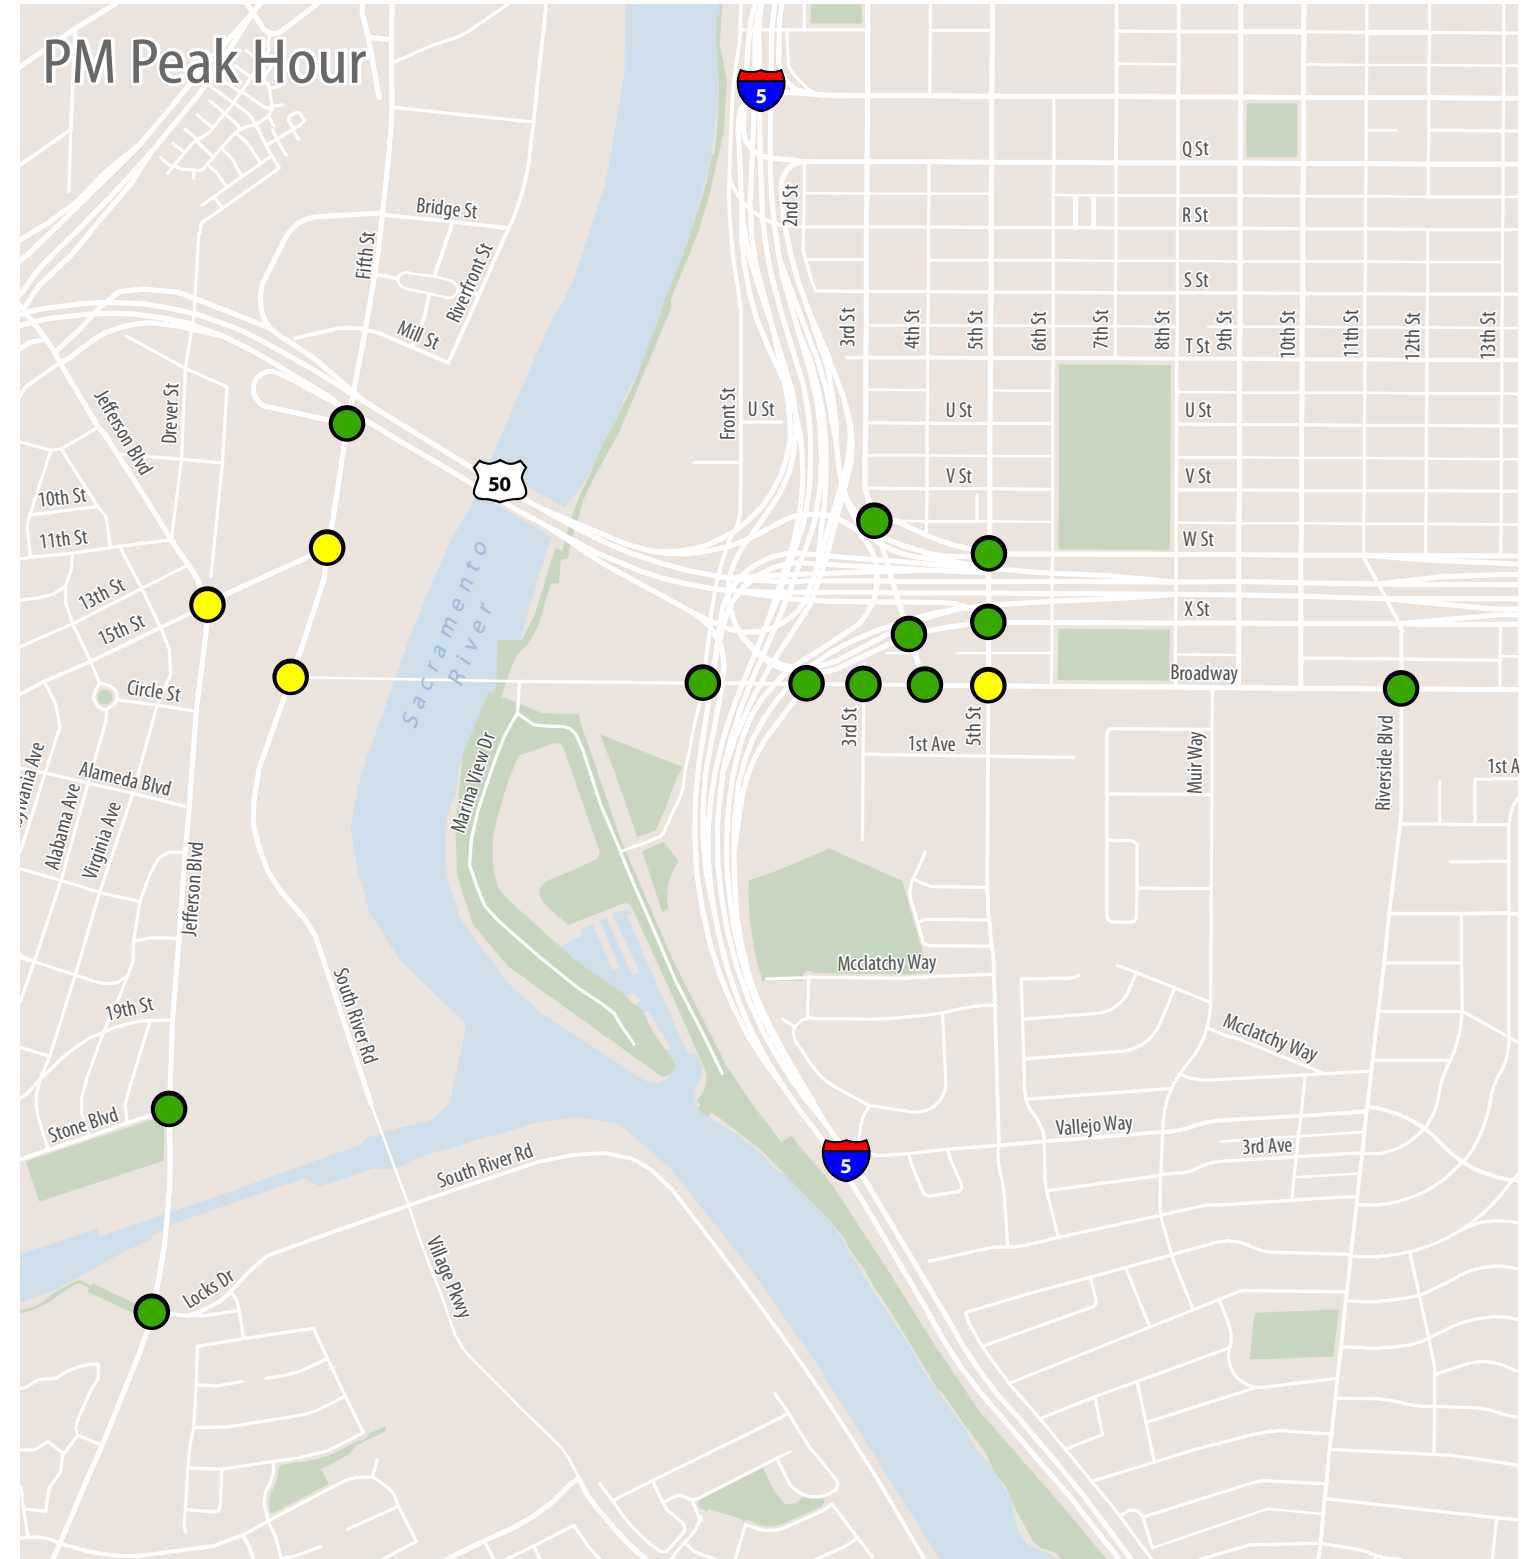 PM Peak Hour
5
Q St
2nd St
Bridge St
R St
Fifth St
Riverfront St
S St
Mill St
3rd St
4th St
5th St
6th St
7th St
8th St
9th St
10th St
11th St
12th St
13th St
T St
Jefferson Blvd
Drever St
Front St
U St
U St
U St
50
V St
V St
10th St
11th St
W St
13th St
15th St
X St
Sacramento
River
Broadway
Circle St
3rd St
5th St
1st Ave
Muir Way
Riverside Blvd
1st A
Marina View Dr
sylvania Ave
Alameda Blvd
Alabama Ave
Virginia Ave
Jefferson Blvd
Mcclatchy Way
South River Rd
19th St
Mcclatchy Way
Stone Blvd
Vallejo Way
3rd Ave
5
South River Rd
Village Pkwy
Locks Dr